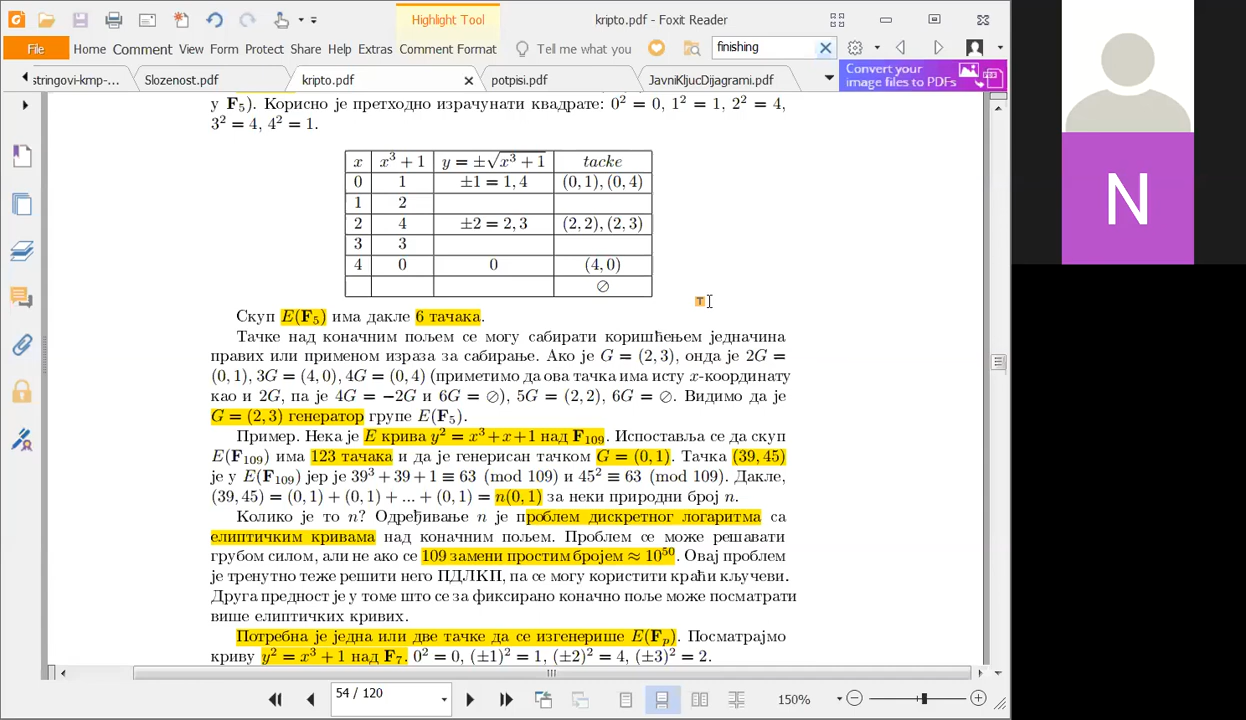 Highlight Tool
kripto.pdf - Foxit Reader
File Home Comment View Form Protect Share Help Extras Comments Format Tell me what you finishing
stringovi-kmp-... Slozenost.pdf kripto.pdf potpisi.pdf JavniKljucDijagrami.pdf
Convert your
image files to PDFs
у F₅). Корисно је претходно израчунати квадрате: 0² = 0, 1² = 1, 2² = 4,
3² = 4, 4² = 1.
x x³ + 1 y = ±√x³ + 1 tacke
0 1 ±1 = 1, 4 (0, 1), (0, 4)
1 2
2 4 ±2 = 2, 3 (2, 2), (2, 3)
3 3
4 0 0 (4, 0)
⊘
Скуп E(F₅) има дакле 6 тачака.
Тачке над коначним пољем се могу сабирати коришћењем једначина
правих или применом израза за сабирање. Ако је G = (2, 3), онда је 2G =
(0, 1), 3G = (4, 0), 4G = (0, 4) (приметимо да ова тачка има исту x-координату
као и 2G, па је 4G = −2G и 6G = ⊘), 5G = (2, 2), 6G = ⊘. Видимо да је
G = (2, 3) генератор групе E(F₅).
Пример. Нека је E крива y² = x³ + x + 1 над F₁₀₉. Испоставља се да скуп
E(F₁₀₉) има 123 тачака и да је генерисан тачком G = (0, 1). Тачка (39, 45)
је у E(F₁₀₉) јер је 39³ + 39 + 1 ≡ 63 (mod 109) и 45² ≡ 63 (mod 109). Дакле,
(39, 45) = (0, 1) + (0, 1) + ... + (0, 1) = n(0, 1) за неки природни број n.
Колико је то n? Одређивање n је проблем дискретног логаритма са
елиптичким кривама над коначним пољем. Проблем се може решавати
грубом силом, али не ако се 109 замени простим бројем ≈ 10⁵⁰. Овај проблем
је тренутно теже решити него ПДЛКП, па се могу користити краћи кључеви.
Друга предност је у томе што се за фиксирано коначно поље може посматрати
више елиптичких кривих.
Потребна је једна или две тачке да се изгенерише E(Fₚ). Посматрајмо
криву y² = x³ + 1 над F₇. 0² = 0, (±1)² = 1, (±2)² = 4, (±3)² = 2.
54 / 120
150%
N